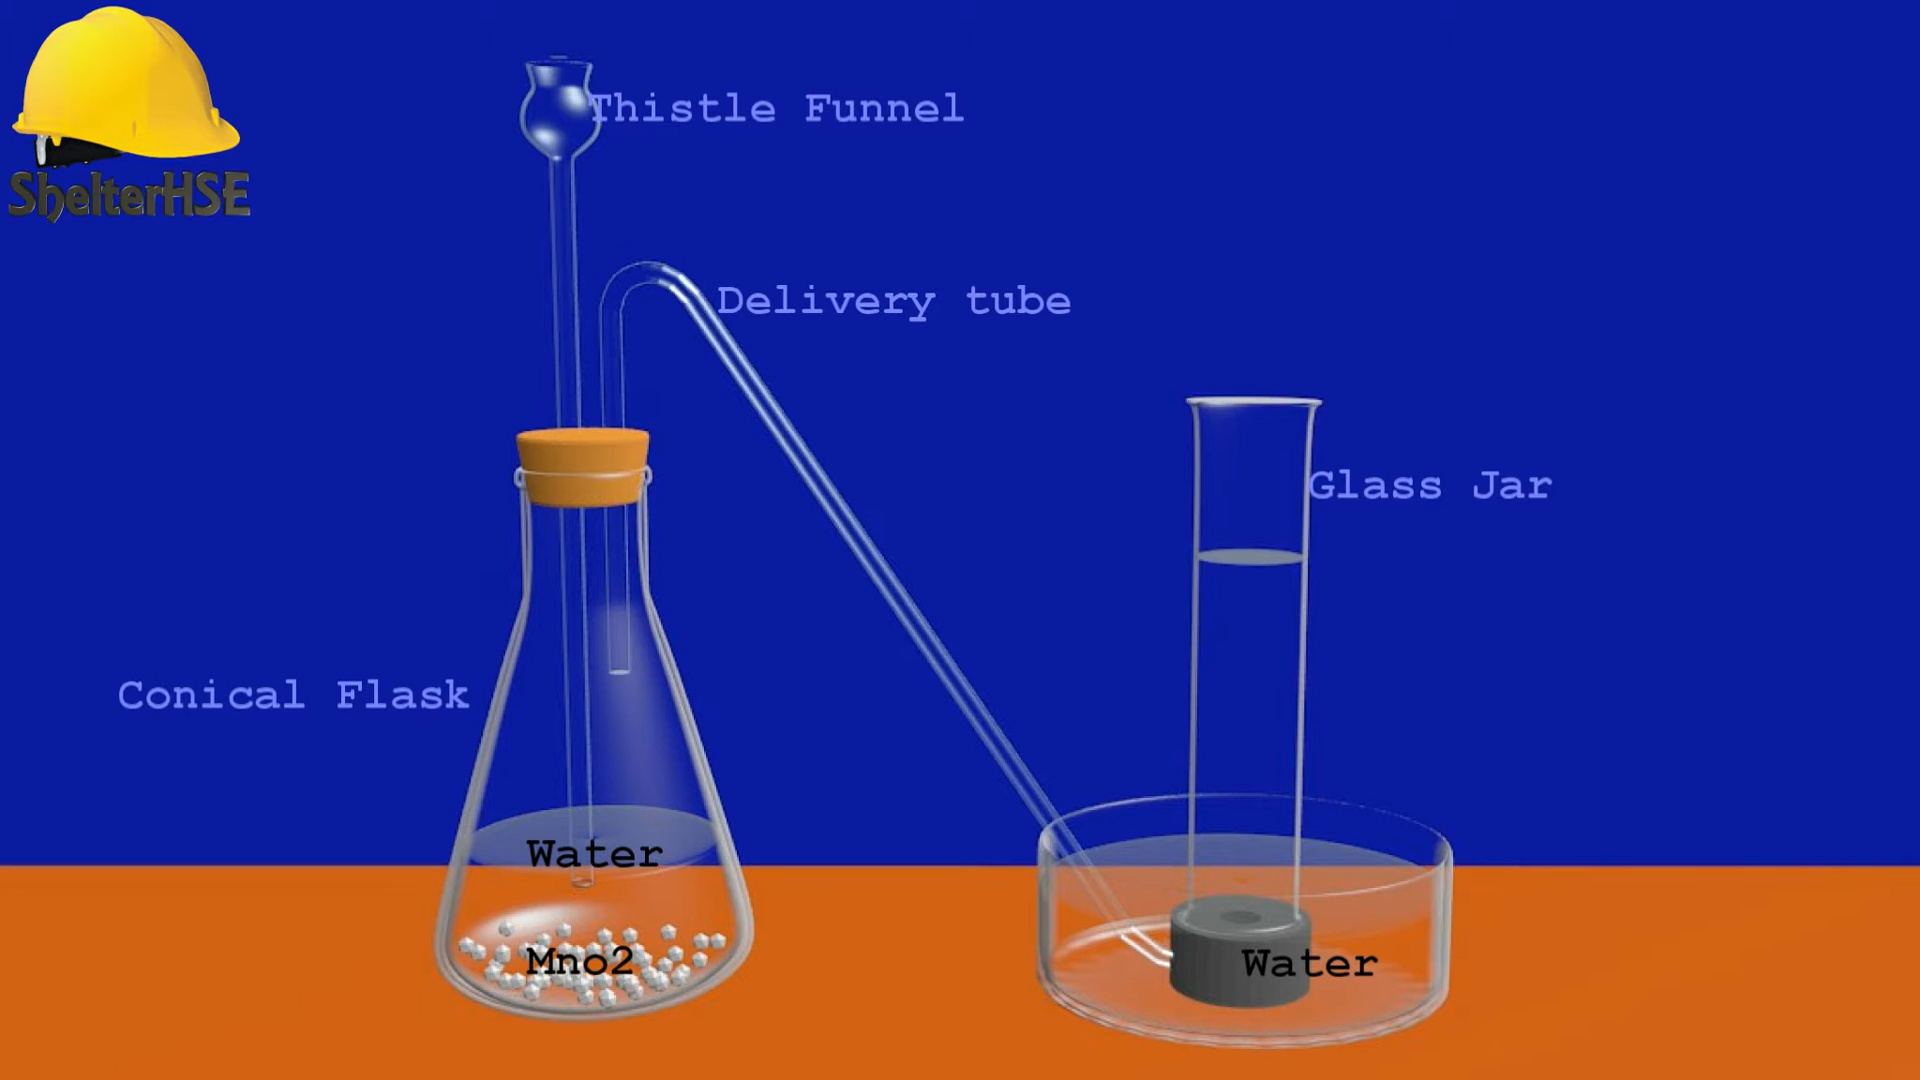 ShelterHSE
Thistle Funnel
Delivery tube
Glass Jar
Conical Flask
Water
Mno2
Water